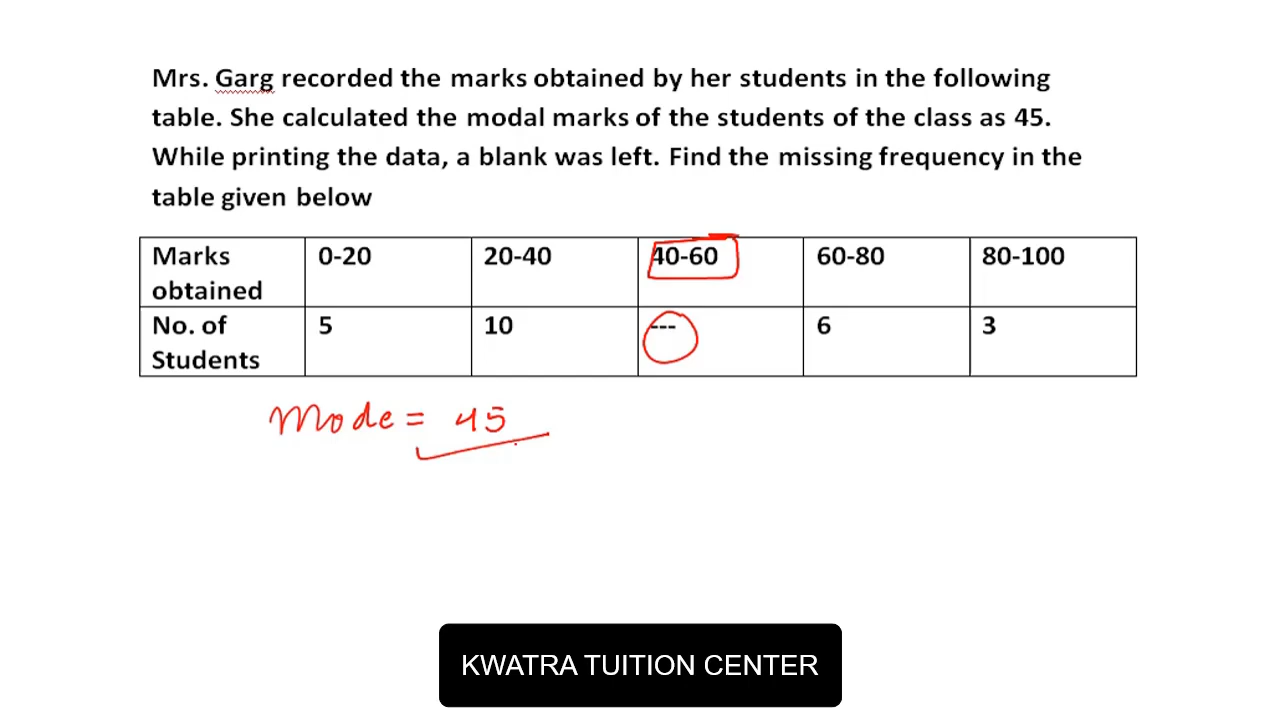 Mrs. Garg recorded the marks obtained by her students in the following
table. She calculated the modal marks of the students of the class as 45.
While printing the data, a blank was left. Find the missing frequency in the
table given below
Marks obtained 0-20 20-40 40-60 60-80 80-100
No. of Students 5 10 --- 6 3
Mode = 45
KWATRA TUITION CENTER